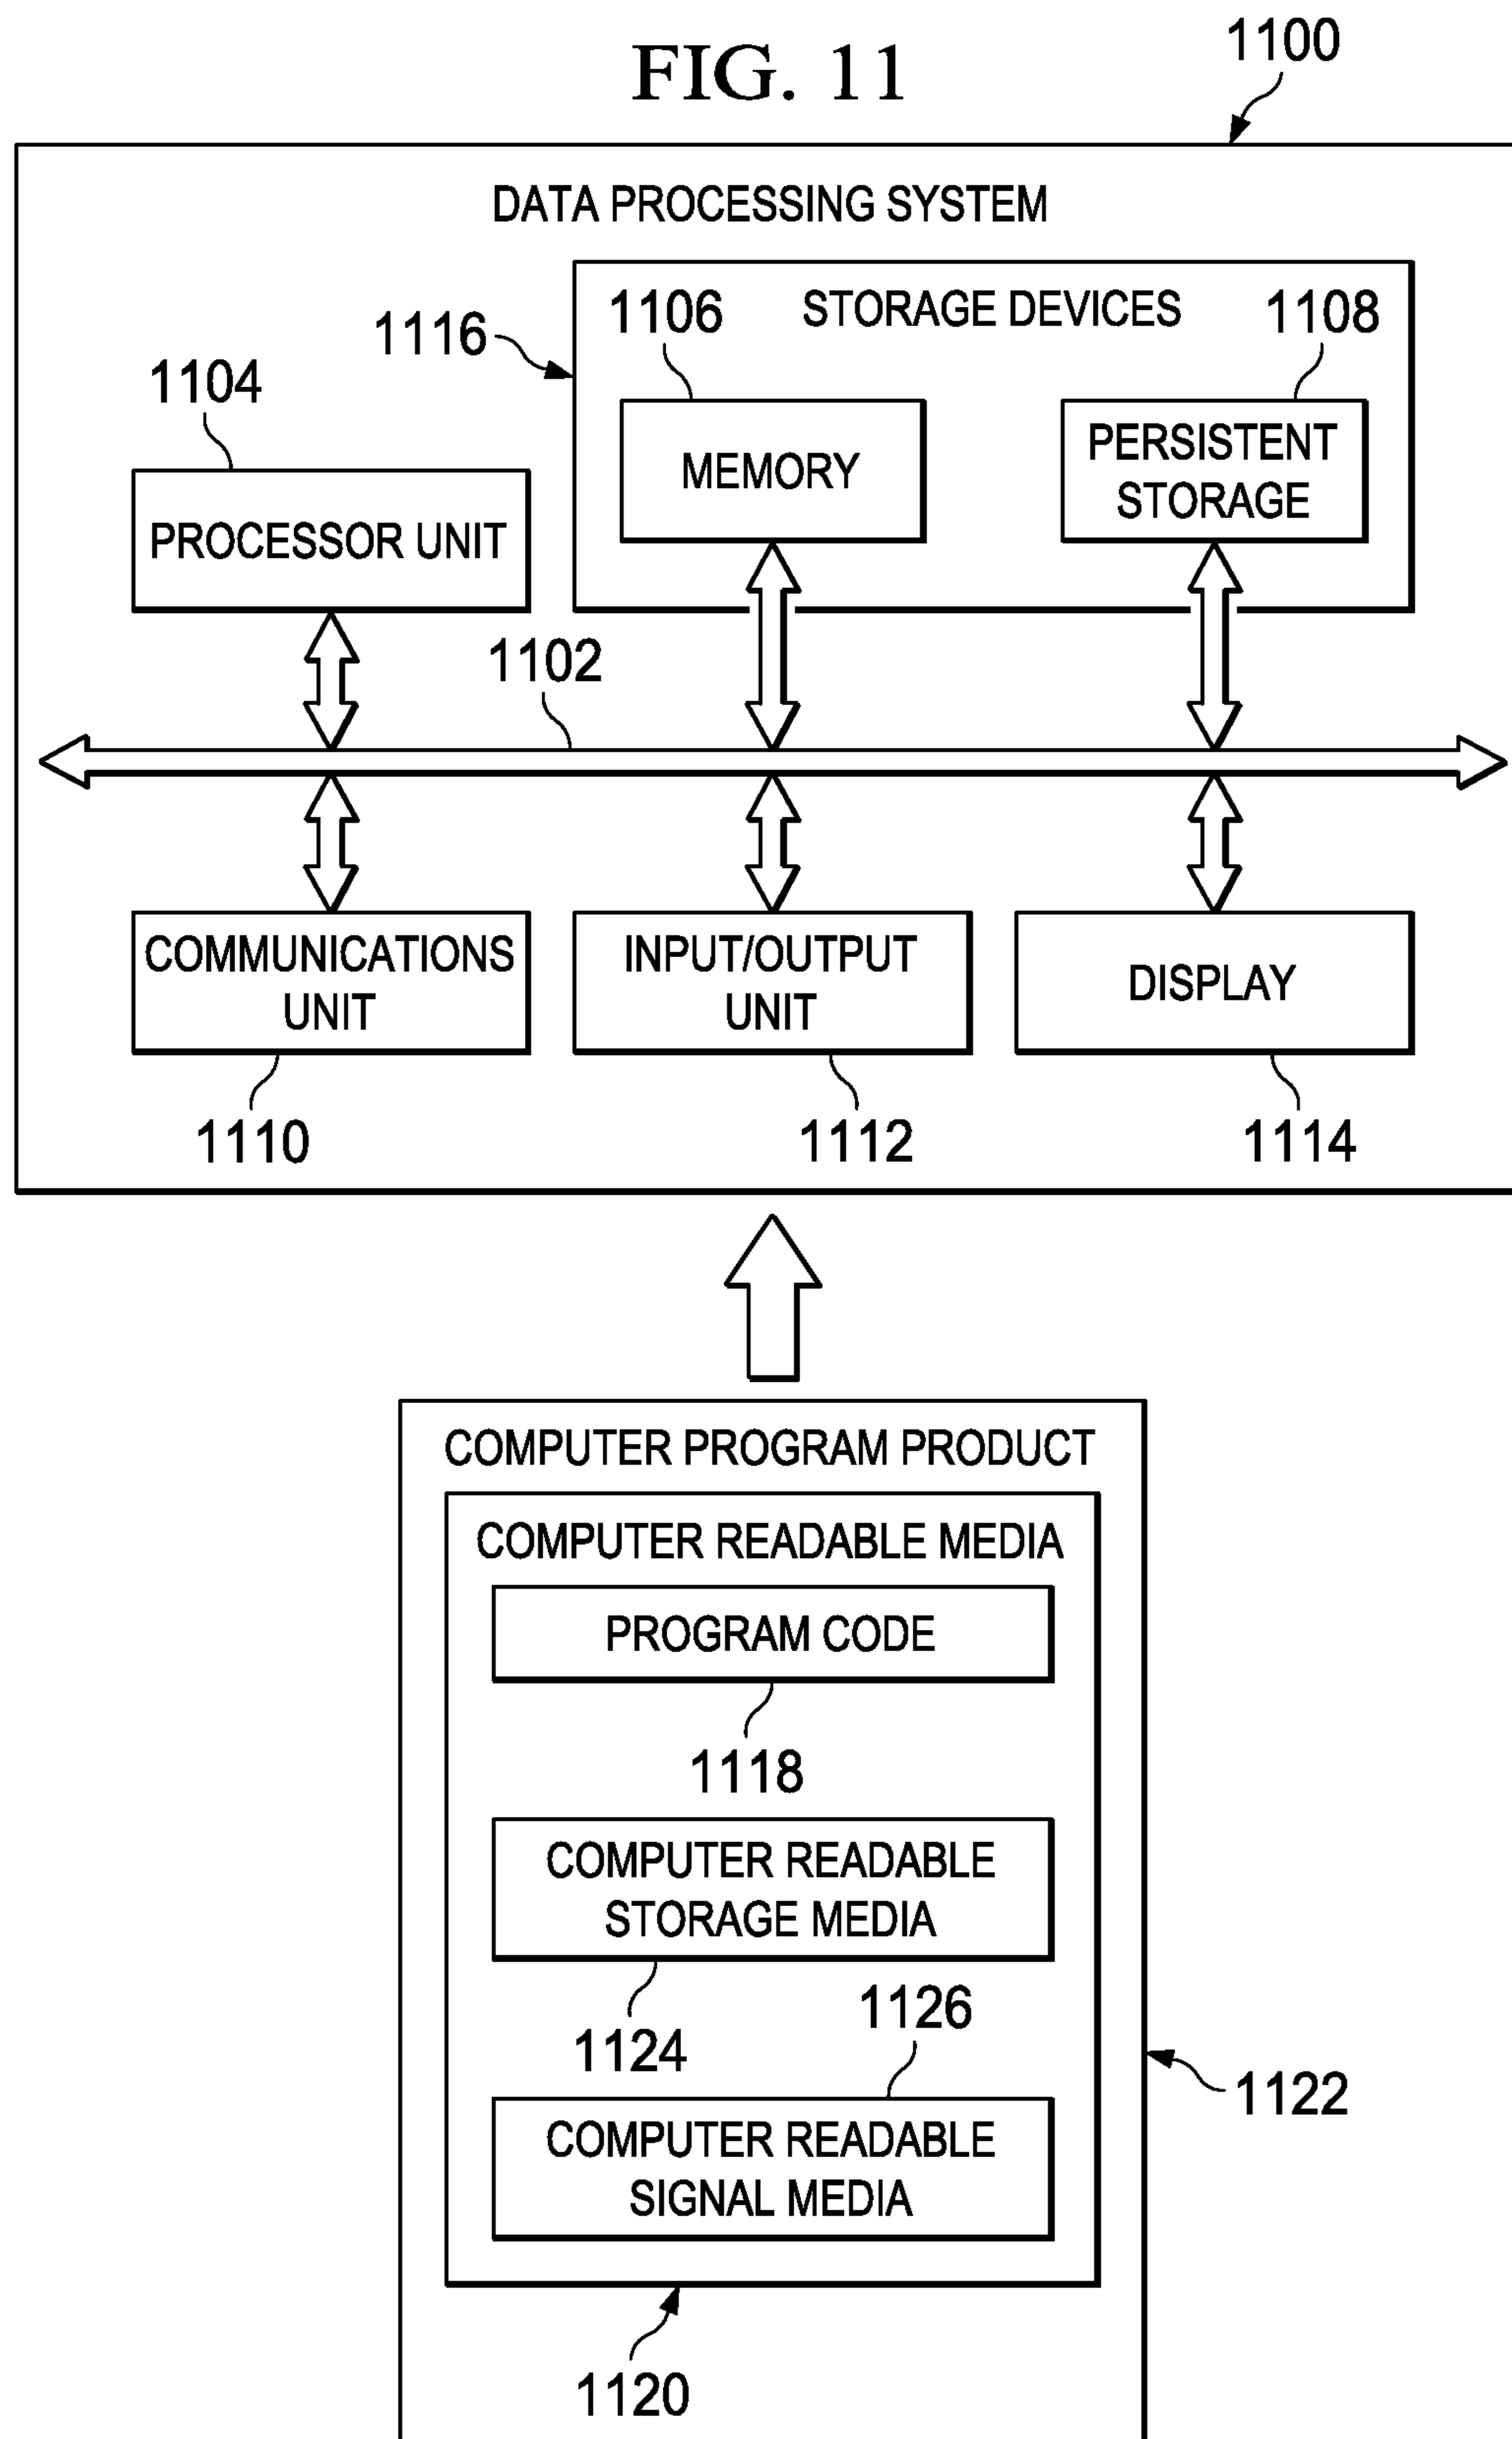 FIG. 11
1100
DATA PROCESSING SYSTEM
1116
1106
STORAGE DEVICES
1108
1104
MEMORY
PERSISTENT
STORAGE
PROCESSOR UNIT
1102
COMMUNICATIONS
UNIT
INPUT/OUTPUT
UNIT
DISPLAY
1110
1112
1114
COMPUTER PROGRAM PRODUCT
COMPUTER READABLE MEDIA
PROGRAM CODE
1118
COMPUTER READABLE
STORAGE MEDIA
1124
1126
COMPUTER READABLE
SIGNAL MEDIA
1122
1120